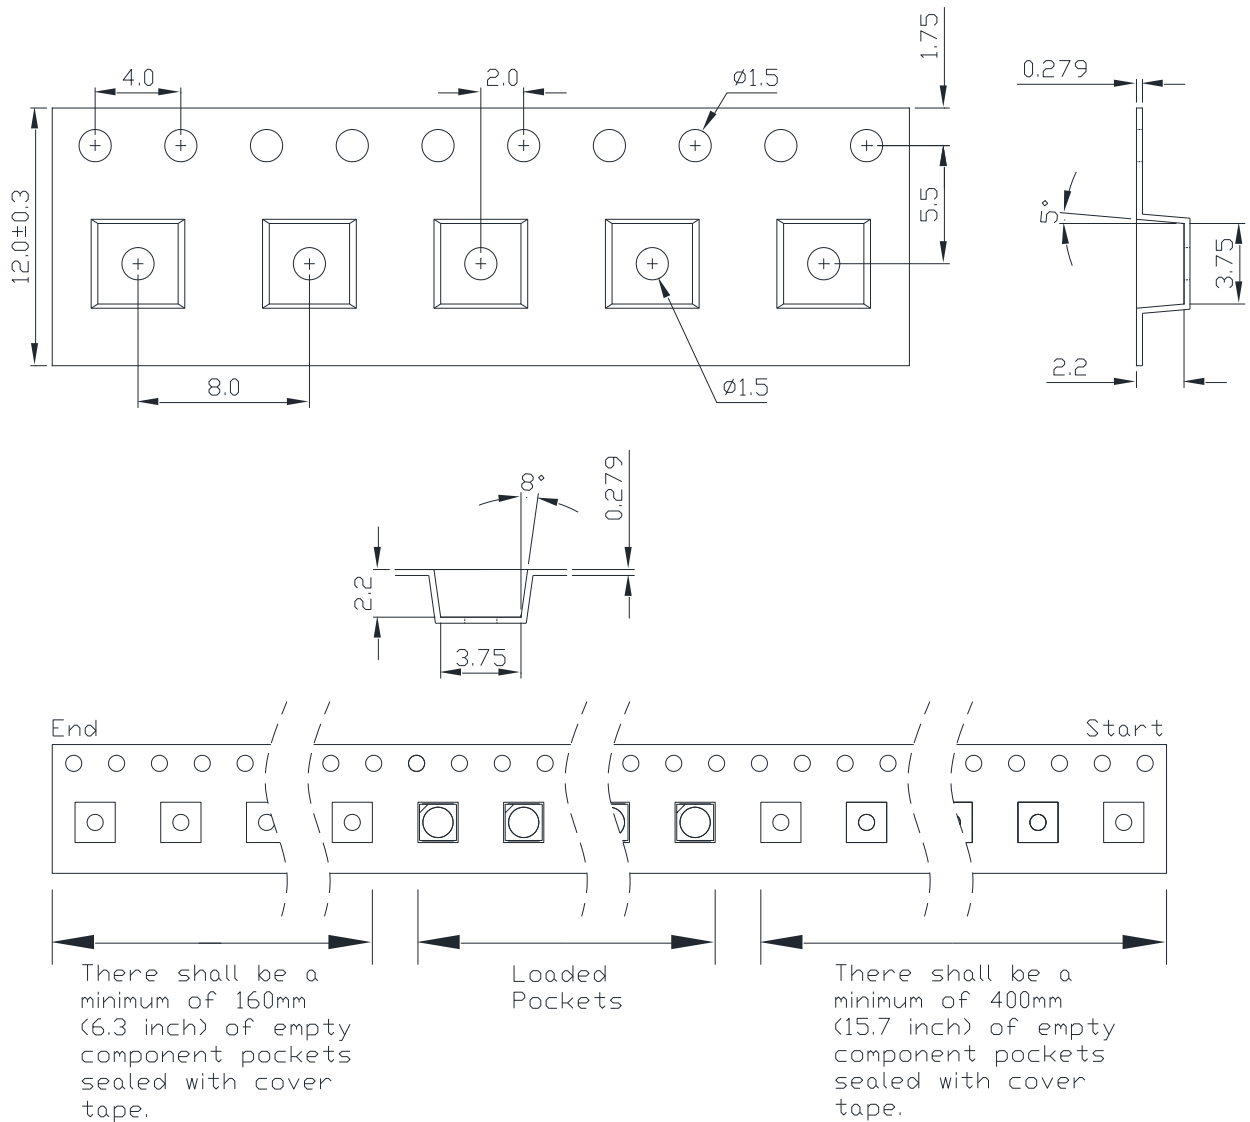 4.0
2.0
Ø1.5
1.75
0.279
12.0±0.3
5.5
5°
3.75
8.0
Ø1.5
2.2
8°
0.279
2.2
3.75
End
Start
There shall be a
minimum of 160mm
(6.3 inch) of empty
component pockets
sealed with cover
tape.
Loaded
Pockets
There shall be a
minimum of 400mm
(15.7 inch) of empty
component pockets
sealed with cover
tape.